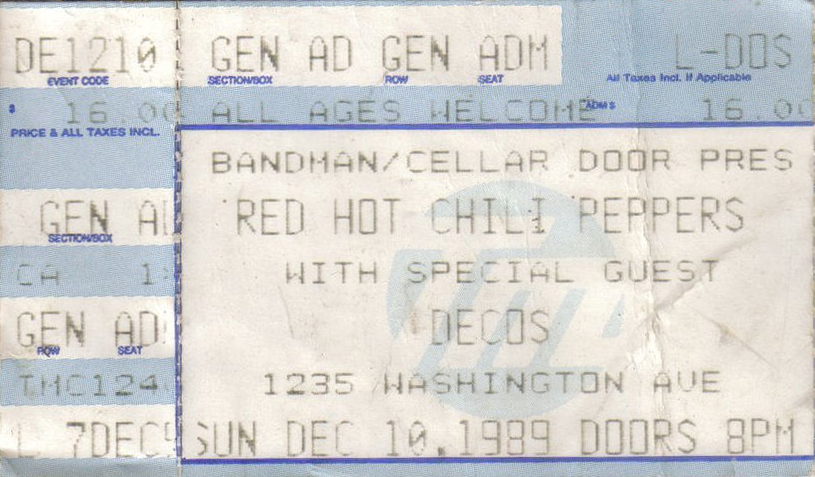 DE1210 GEN AD GEN ADM L-DOS
EVENT CODE SECTION/BOX ROW SEAT All Taxes Incl. If Applicable
$ 16.00 ALL AGES WELCOME ADM $ 16.00
PRICE & ALL TAXES INCL.
BANDMAN/CELLAR DOOR PRES
GEN AD RED HOT CHILI PEPPERS
SECTION/BOX
CA 1 WITH SPECIAL GUEST
GEN AD DECOS
ROW SEAT
TMC124 1235 WASHINGTON AVE
7DEC SUN DEC 10,1989 DOORS 8PM